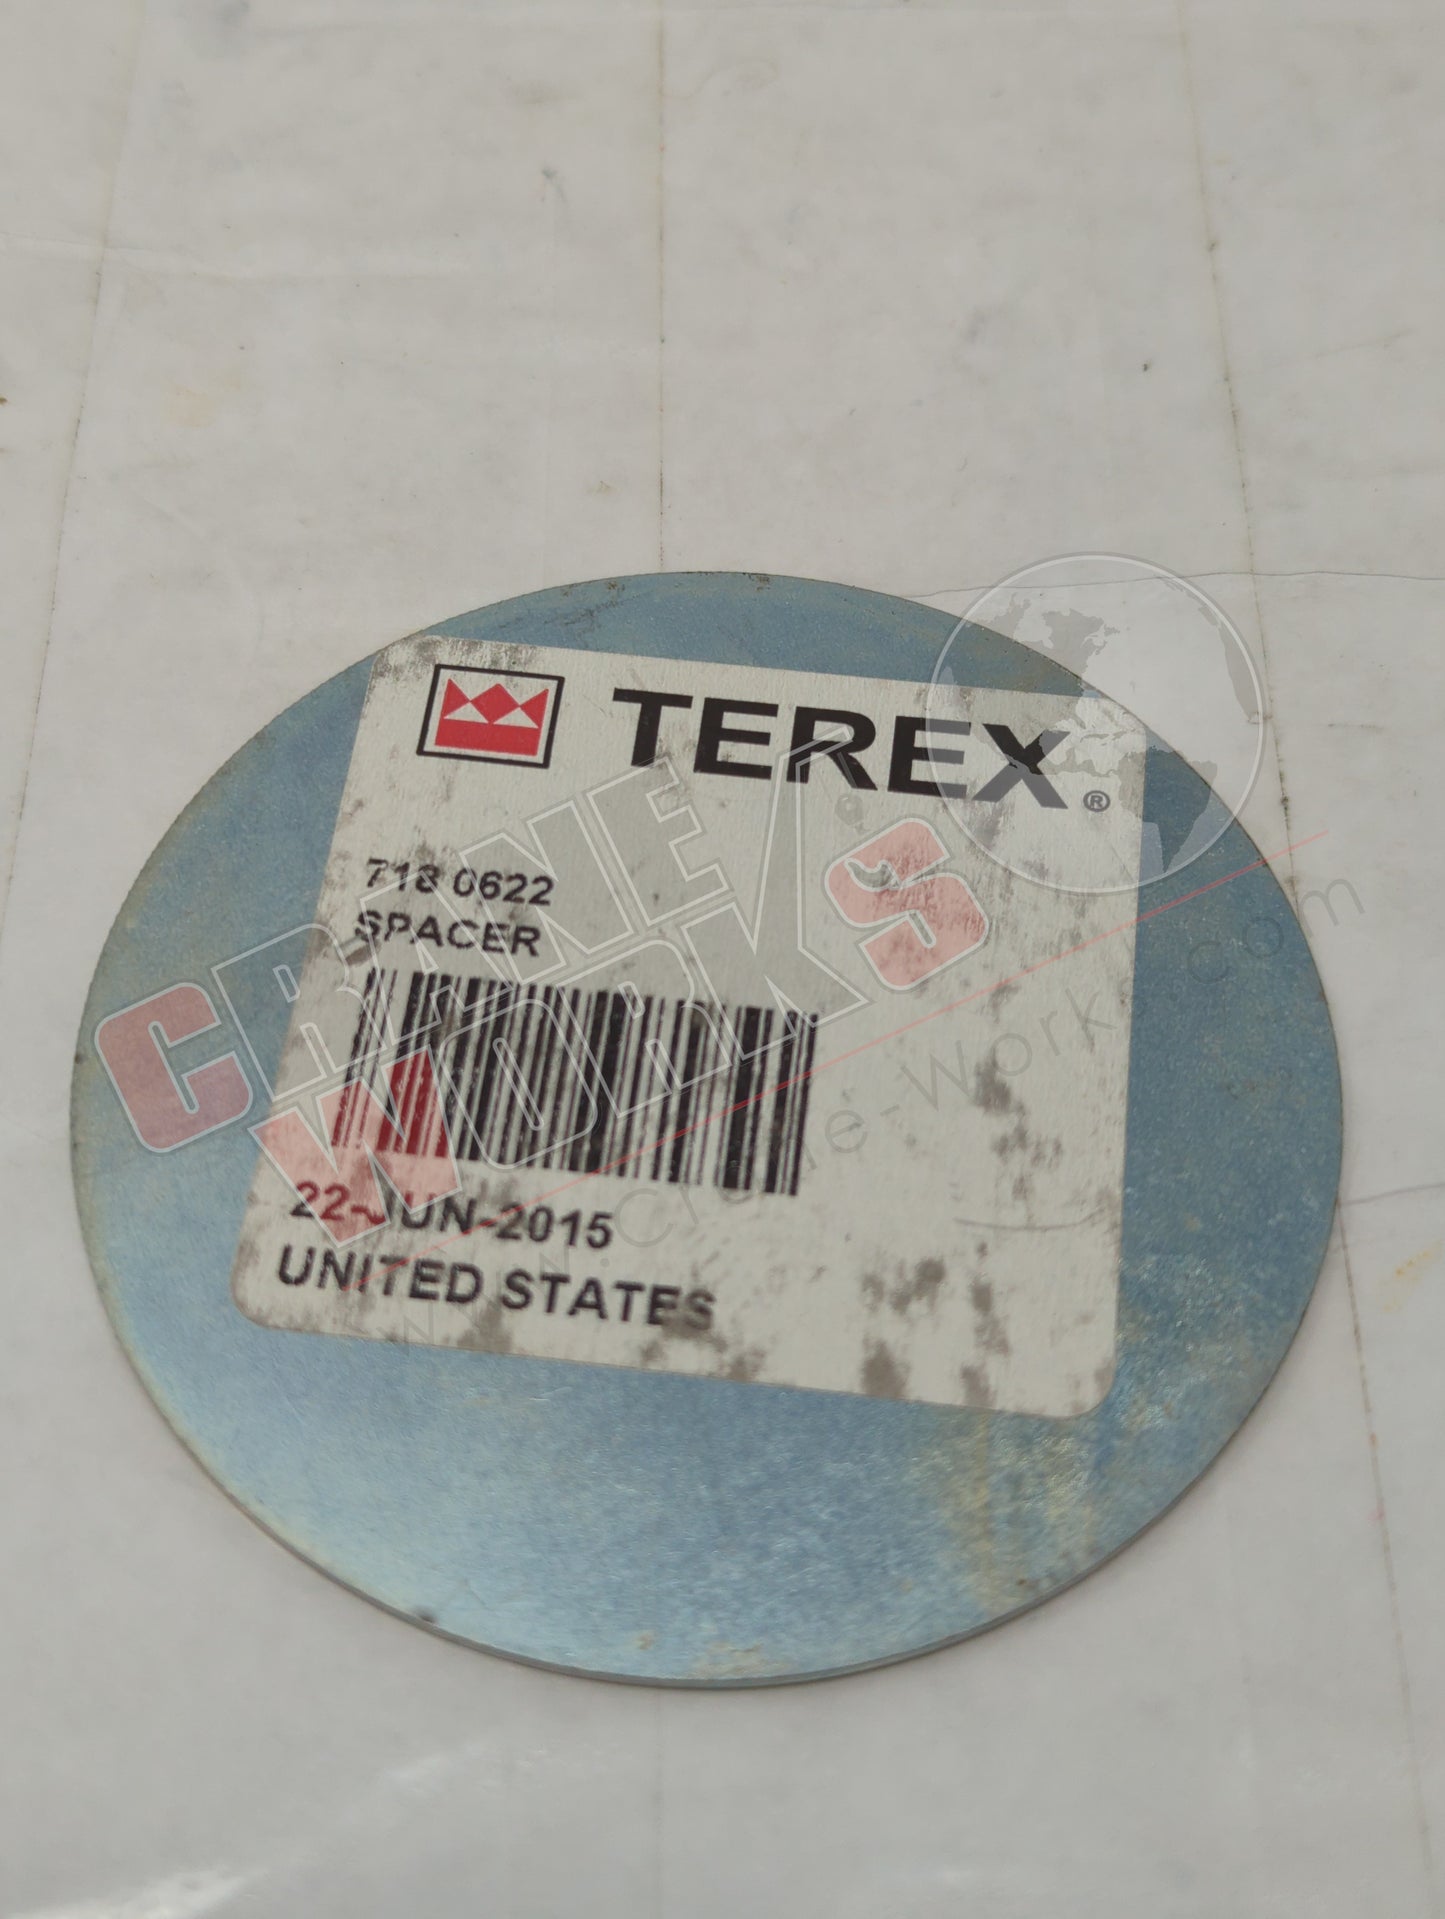 TEREX®
718 0622
SPACER
22-JUN-2015
UNITED STATES
CRANE
WORKS
www.Crane-Works.com